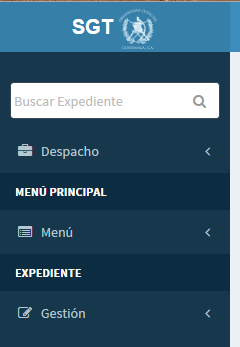 SGT
Buscar Expediente
Despacho
MENÚ PRINCIPAL
Menú
EXPEDIENTE
Gestión